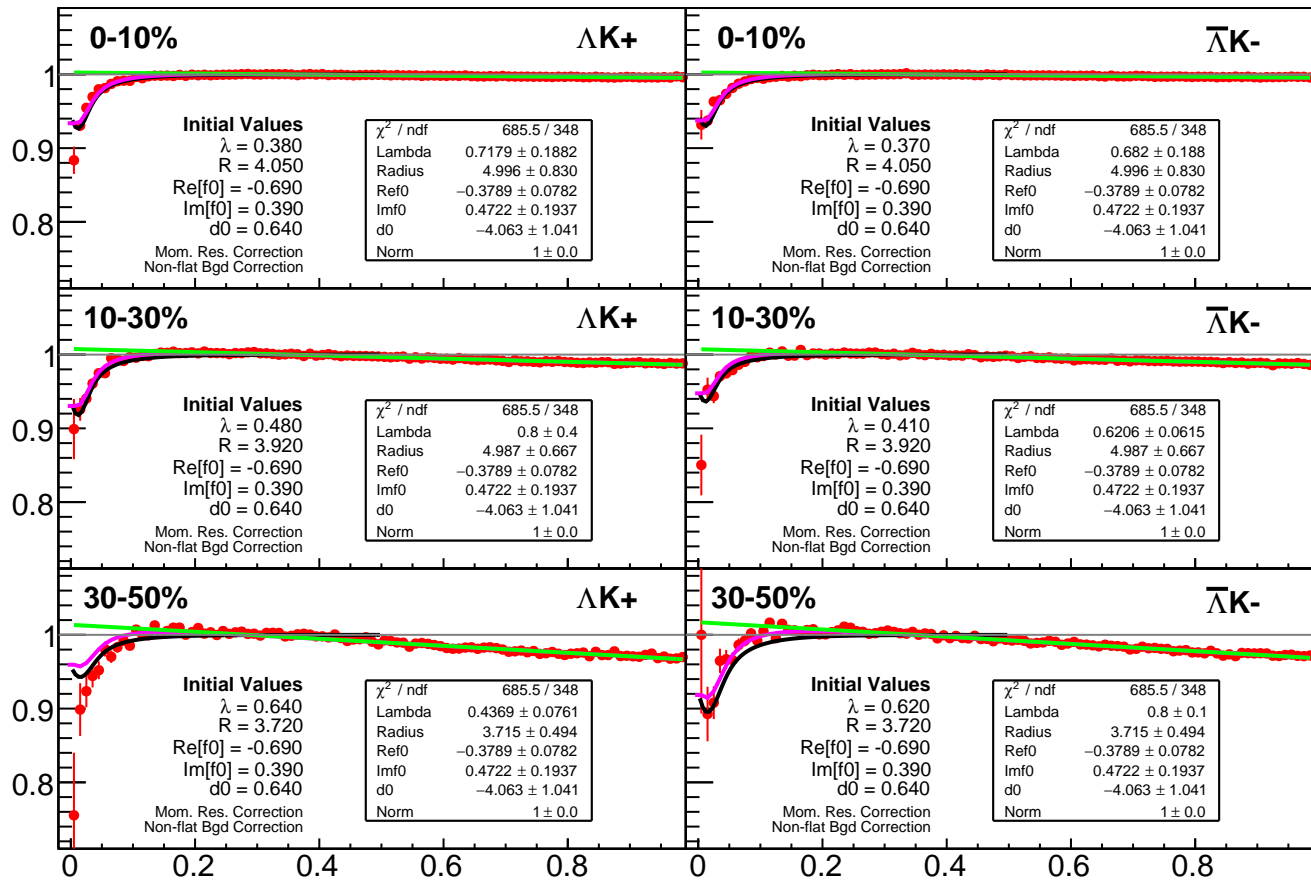 0-10% ΛK+
Initial Values
λ = 0.380
R = 4.050
Re[f0] = -0.690
Im[f0] = 0.390
d0 = 0.640
Mom. Res. Correction
Non-flat Bgd Correction
χ² / ndf 685.5 / 348
Lambda 0.7179 ± 0.1882
Radius 4.996 ± 0.830
Ref0 −0.3789 ± 0.0782
Imf0 0.4722 ± 0.1937
d0 −4.063 ± 1.041
Norm 1 ± 0.0
1
0.9
0.8
0-10% Λ̅K-
Initial Values
λ = 0.370
R = 4.050
Re[f0] = -0.690
Im[f0] = 0.390
d0 = 0.640
Mom. Res. Correction
Non-flat Bgd Correction
χ² / ndf 685.5 / 348
Lambda 0.682 ± 0.188
Radius 4.996 ± 0.830
Ref0 −0.3789 ± 0.0782
Imf0 0.4722 ± 0.1937
d0 −4.063 ± 1.041
Norm 1 ± 0.0
10-30% ΛK+
Initial Values
λ = 0.480
R = 3.920
Re[f0] = -0.690
Im[f0] = 0.390
d0 = 0.640
Mom. Res. Correction
Non-flat Bgd Correction
χ² / ndf 685.5 / 348
Lambda 0.8 ± 0.4
Radius 4.987 ± 0.667
Ref0 −0.3789 ± 0.0782
Imf0 0.4722 ± 0.1937
d0 −4.063 ± 1.041
Norm 1 ± 0.0
1
0.9
0.8
10-30% Λ̅K-
Initial Values
λ = 0.410
R = 3.920
Re[f0] = -0.690
Im[f0] = 0.390
d0 = 0.640
Mom. Res. Correction
Non-flat Bgd Correction
χ² / ndf 685.5 / 348
Lambda 0.6206 ± 0.0615
Radius 4.987 ± 0.667
Ref0 −0.3789 ± 0.0782
Imf0 0.4722 ± 0.1937
d0 −4.063 ± 1.041
Norm 1 ± 0.0
30-50% ΛK+
Initial Values
λ = 0.640
R = 3.720
Re[f0] = -0.690
Im[f0] = 0.390
d0 = 0.640
Mom. Res. Correction
Non-flat Bgd Correction
χ² / ndf 685.5 / 348
Lambda 0.4369 ± 0.0761
Radius 3.715 ± 0.494
Ref0 −0.3789 ± 0.0782
Imf0 0.4722 ± 0.1937
d0 −4.063 ± 1.041
Norm 1 ± 0.0
1
0.9
0.8
30-50% Λ̅K-
Initial Values
λ = 0.620
R = 3.720
Re[f0] = -0.690
Im[f0] = 0.390
d0 = 0.640
Mom. Res. Correction
Non-flat Bgd Correction
χ² / ndf 685.5 / 348
Lambda 0.8 ± 0.1
Radius 3.715 ± 0.494
Ref0 −0.3789 ± 0.0782
Imf0 0.4722 ± 0.1937
d0 −4.063 ± 1.041
Norm 1 ± 0.0
0 0.2 0.4 0.6 0.8 0 0.2 0.4 0.6 0.8